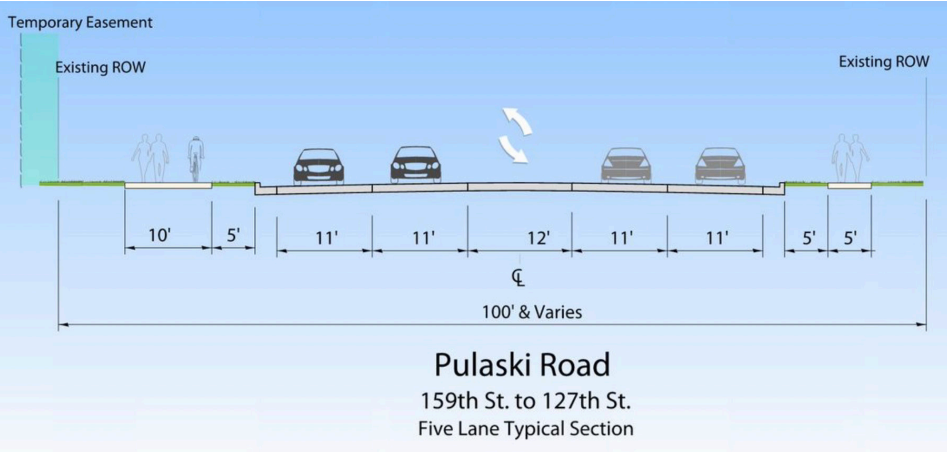 Temporary Easement
Existing ROW
Existing ROW
10' 5' 11' 11' 12' 11' 11' 5' 5'
℄
100' & Varies
Pulaski Road
159th St. to 127th St.
Five Lane Typical Section